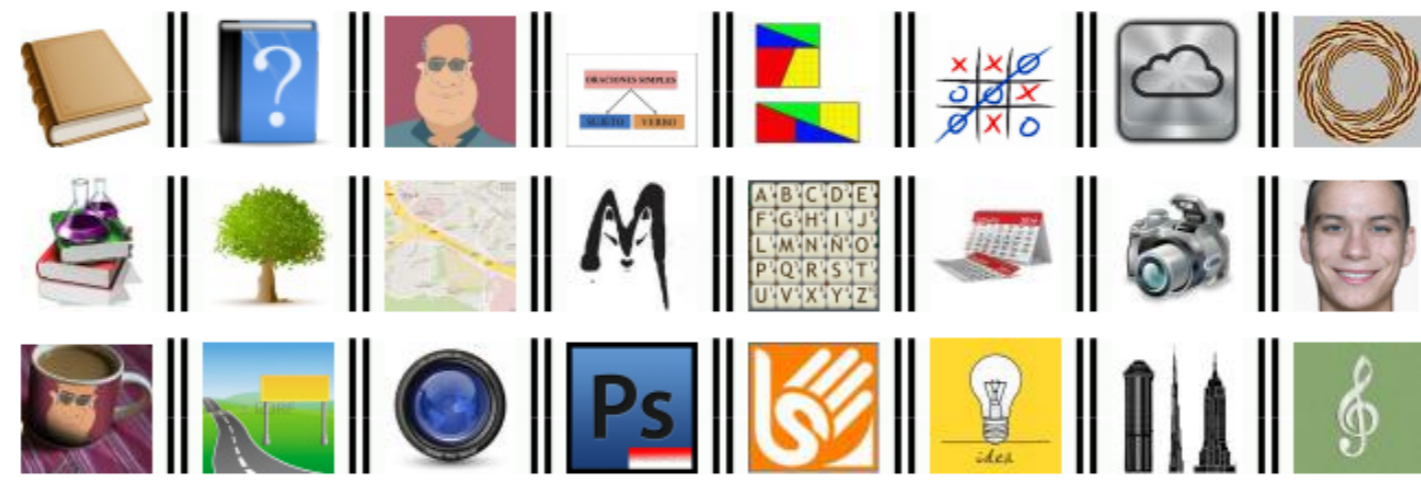 ?
ORACIONES SIMPLES
SUJETO VERBO
A B C D E
F G H I J
L M N Ñ O
P Q R S T
U V X Y Z
Ps
idea